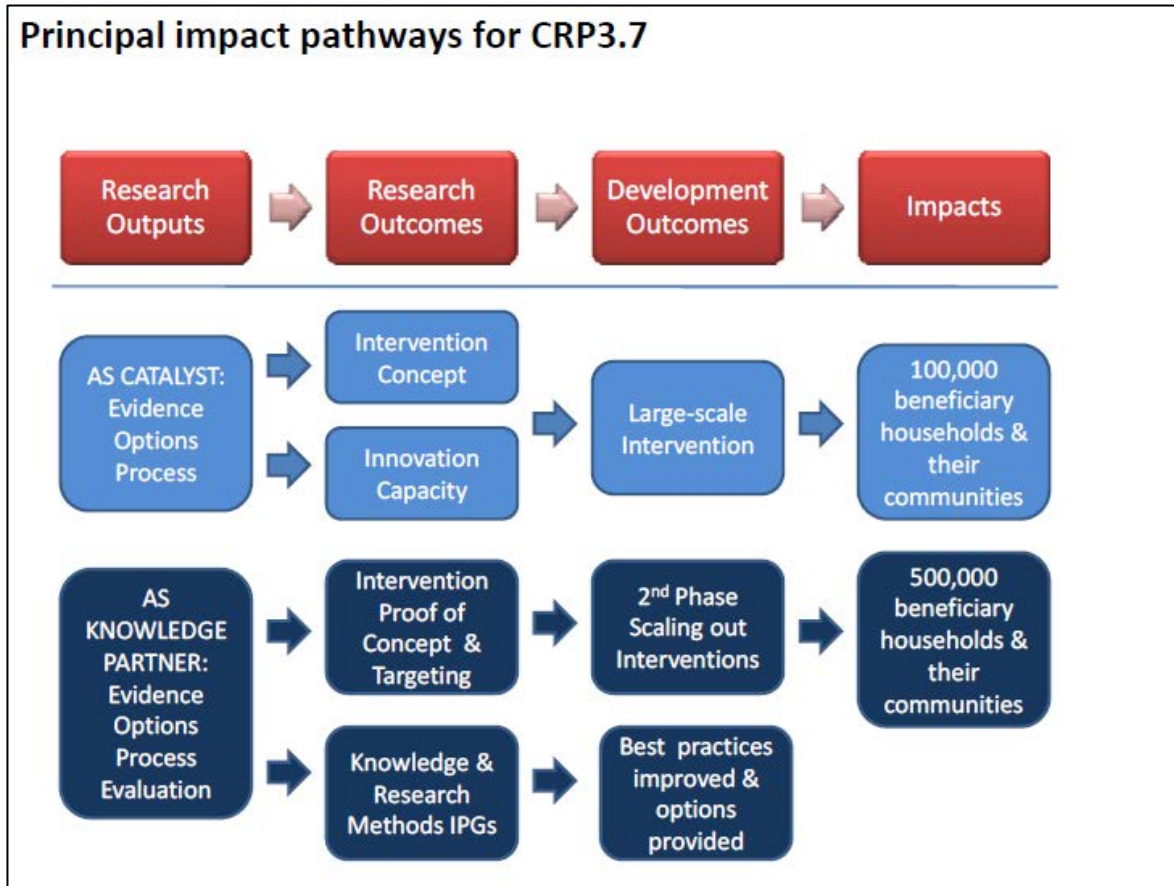 Principal impact pathways for CRP3.7
Research
Outputs
Research
Outcomes
Development
Outcomes
Impacts
AS CATALYST:
Evidence
Options
Process
Intervention
Concept
Innovation
Capacity
Large-scale
Intervention
100,000
beneficiary
households &
their
communities
AS
KNOWLEDGE
PARTNER:
Evidence
Options
Process
Evaluation
Intervention
Proof of
Concept &
Targeting
2nd Phase
Scaling out
Interventions
500,000
beneficiary
households &
their
communities
Knowledge &
Research
Methods IPGs
Best practices
improved &
options
provided